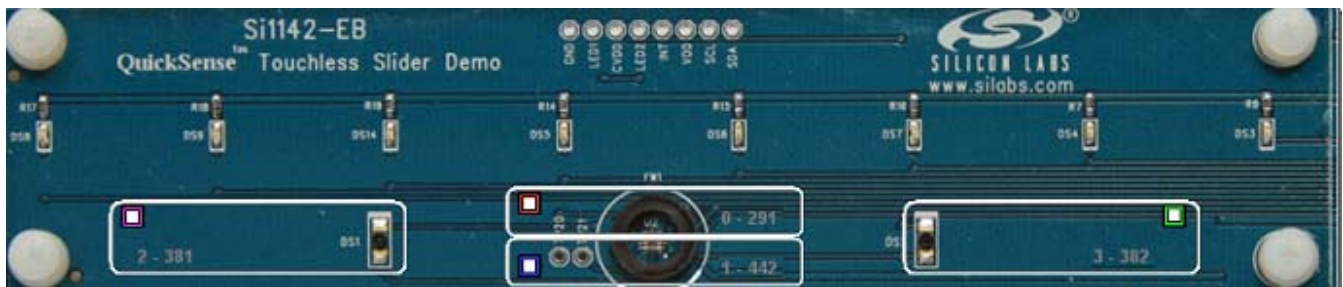 Si1142-EB
QuickSense™ Touchless Slider Demo
GND LED1 CVDD LED2 INT VDD SCL SDA
SILICON LABS®
www.silabs.com
R17 R18 R19 R14 R13 R16 R7 R8
DS8 DS9 DS14 DS5 DS6 DS7 DS4 DS3
FW1
0 - 291
DS1
2 - 381
1 - 442
3 - 382